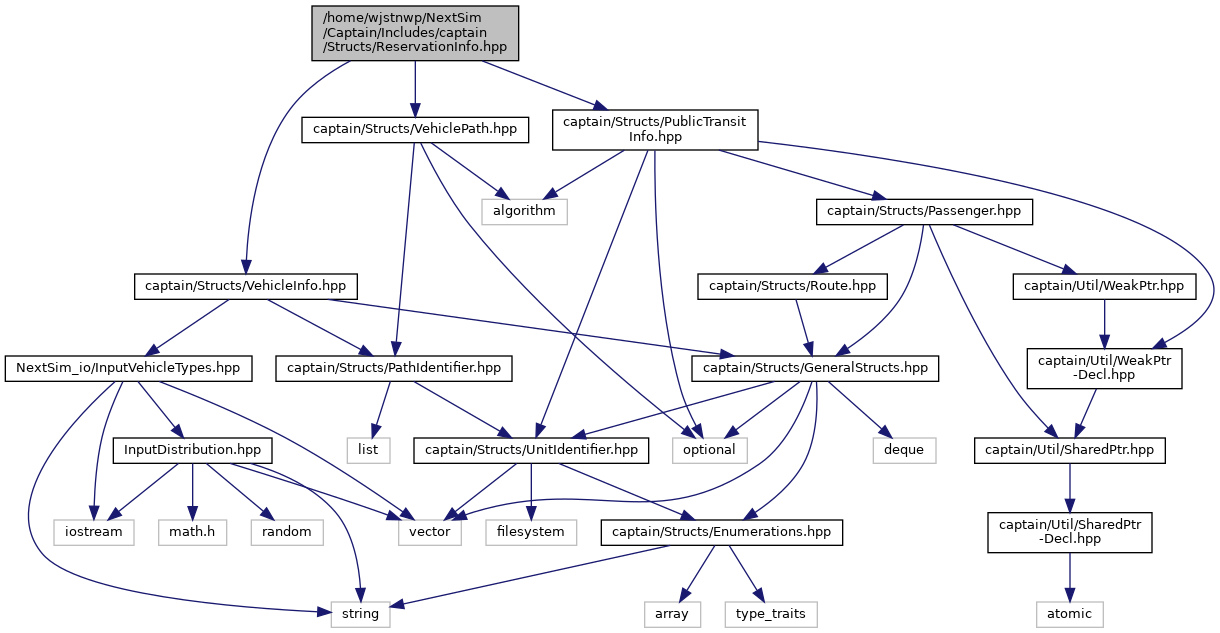 /home/wjstnwp/NextSim
/Captain/Includes/captain
/Structs/ReservationInfo.hpp
captain/Structs/VehiclePath.hpp
captain/Structs/PublicTransit
Info.hpp
algorithm
captain/Structs/Passenger.hpp
captain/Structs/VehicleInfo.hpp
captain/Structs/Route.hpp
captain/Util/WeakPtr.hpp
NextSim_io/InputVehicleTypes.hpp
captain/Structs/PathIdentifier.hpp
captain/Structs/GeneralStructs.hpp
captain/Util/WeakPtr
-Decl.hpp
InputDistribution.hpp
list
captain/Structs/UnitIdentifier.hpp
optional
deque
captain/Util/SharedPtr.hpp
iostream
math.h
random
vector
filesystem
captain/Structs/Enumerations.hpp
captain/Util/SharedPtr
-Decl.hpp
string
array
type_traits
atomic